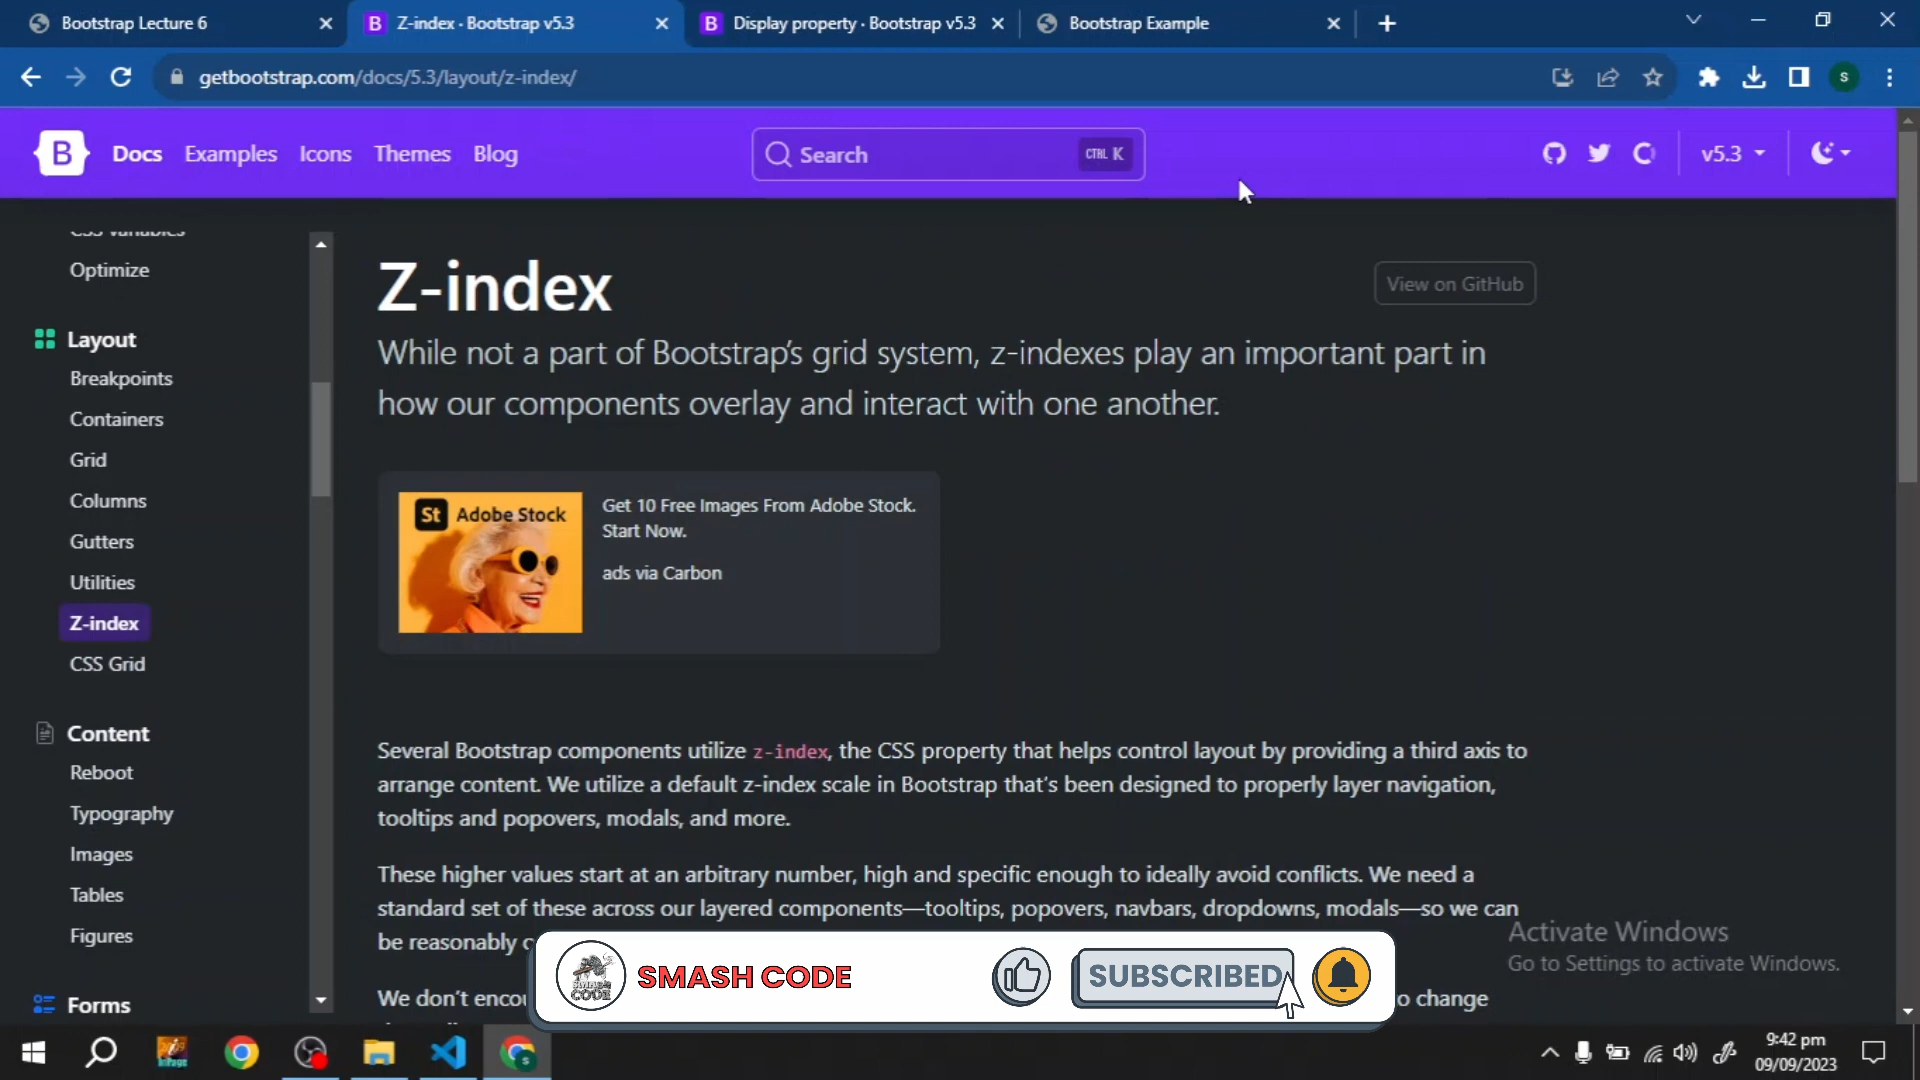 Bootstrap Lecture 6
Z-index · Bootstrap v5.3
Display property · Bootstrap v5.3
Bootstrap Example
getbootstrap.com/docs/5.3/layout/z-index/
S
B
Docs
Examples
Icons
Themes
Blog
Search
CTRL K
v5.3
CSS variables
Optimize
Layout
Breakpoints
Containers
Grid
Columns
Gutters
Utilities
Z-index
CSS Grid
Content
Reboot
Typography
Images
Tables
Figures
Forms
Z-index
View on GitHub
While not a part of Bootstrap's grid system, z-indexes play an important part in
how our components overlay and interact with one another.
St Adobe Stock
Get 10 Free Images From Adobe Stock.
Start Now.
ads via Carbon
Several Bootstrap components utilize z-index, the CSS property that helps control layout by providing a third axis to
arrange content. We utilize a default z-index scale in Bootstrap that's been designed to properly layer navigation,
tooltips and popovers, modals, and more.
These higher values start at an arbitrary number, high and specific enough to ideally avoid conflicts. We need a
standard set of these across our layered components—tooltips, popovers, navbars, dropdowns, modals—so we can
be reasonably
We don't
to change
SMASH CODE
SMASH CODE
SUBSCRIBED
Activate Windows
Go to Settings to activate Windows.
9:42 pm
09/09/2023